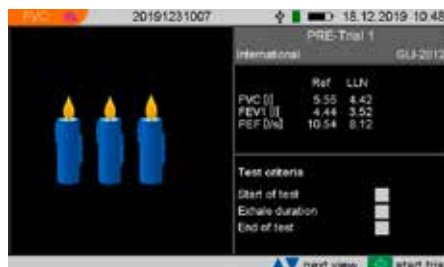 FVC
20191231007
18.12.2019 10:48
PRE-Trial 1
International GLI-2012
Ref LLN
FVC [l] 5.55 4.42
FEV1 [l] 4.44 3.52
PEF [l/s] 10.54 8.12
Test criteria
Start of test
Exhale duration
End of test
next view
start trial